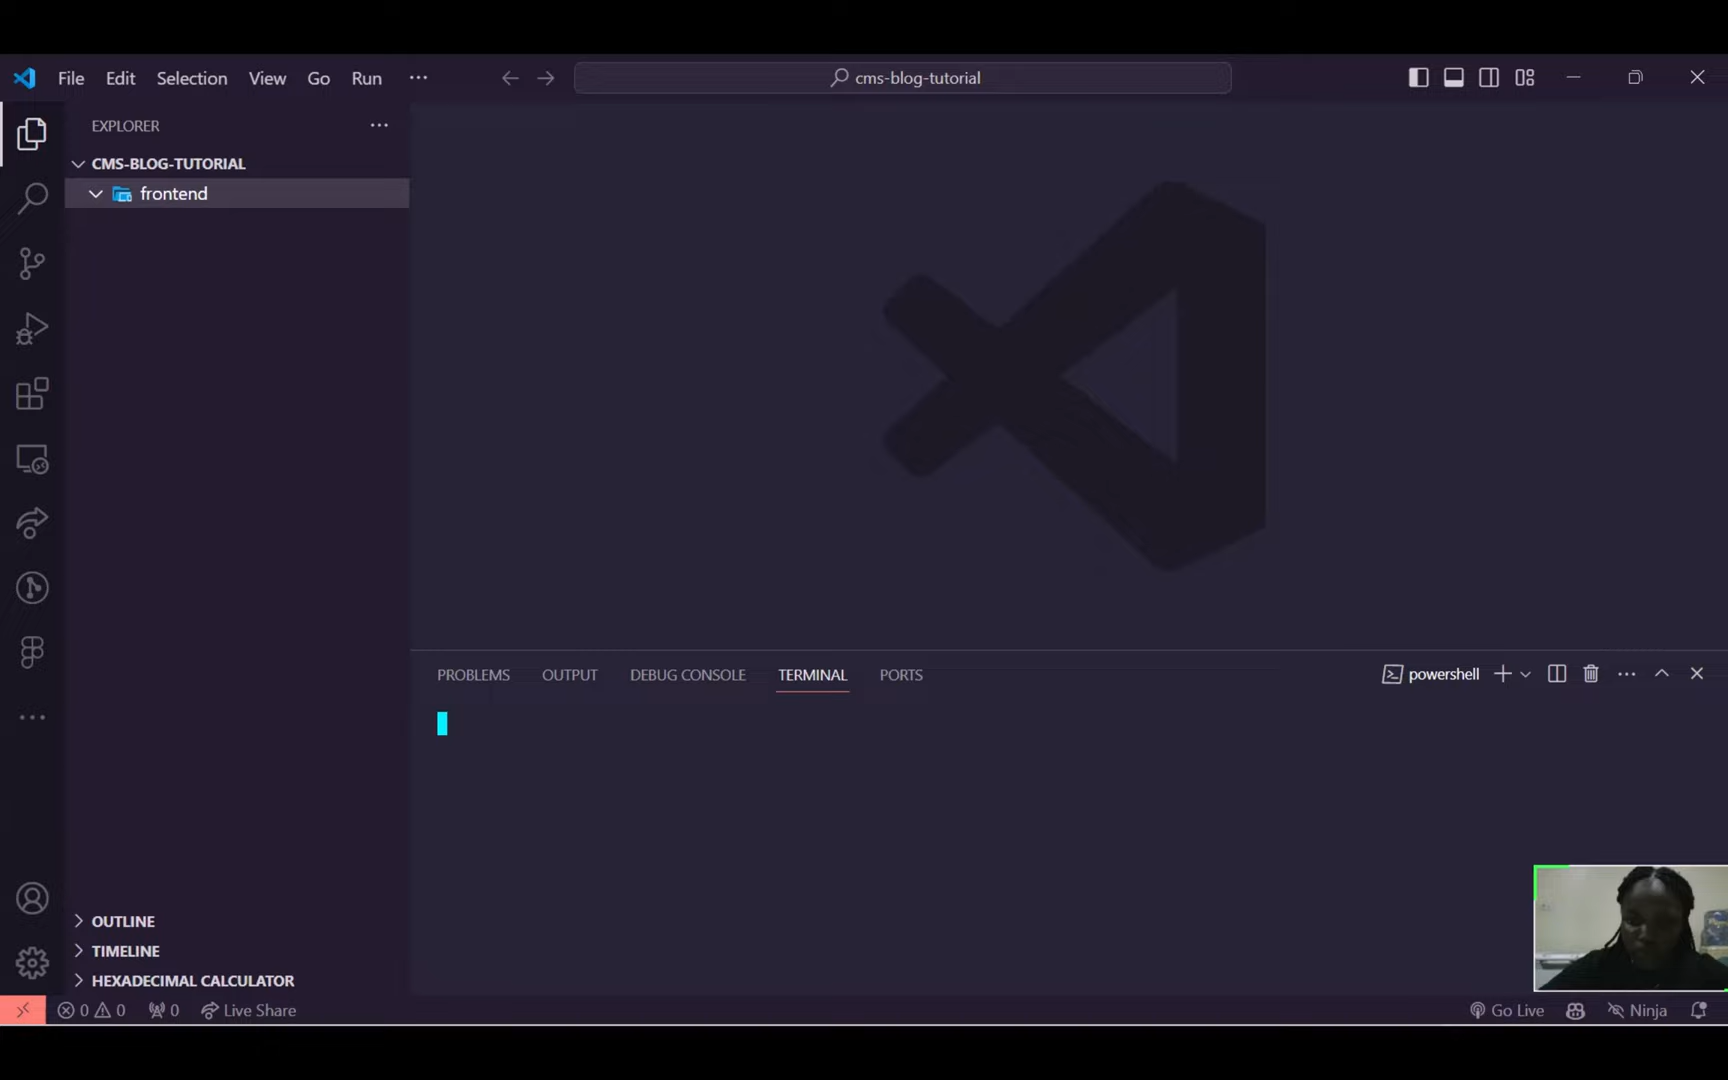 File Edit Selection View Go Run ··· cms-blog-tutorial
EXPLORER
CMS-BLOG-TUTORIAL
frontend
PROBLEMS OUTPUT DEBUG CONSOLE TERMINAL PORTS powershell
OUTLINE
TIMELINE
HEXADECIMAL CALCULATOR
0 0 0 Live Share Go Live Ninja